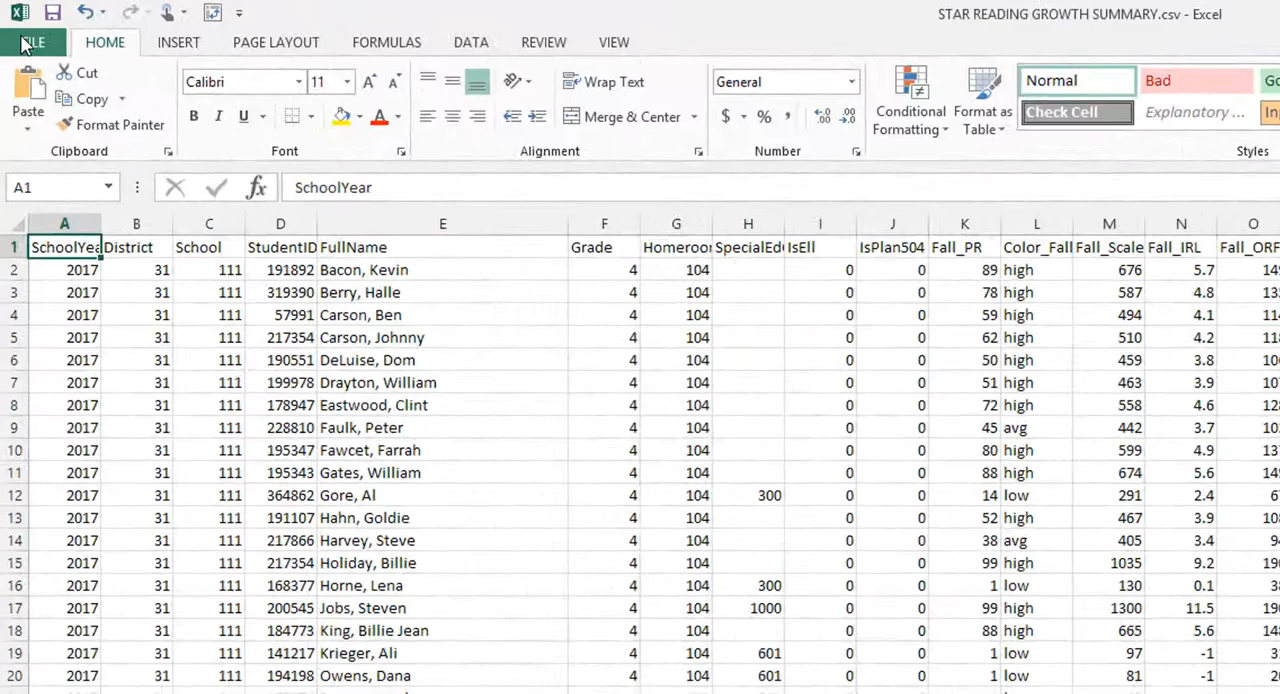 STAR READING GROWTH SUMMARY.csv - Excel
HOME INSERT PAGE LAYOUT FORMULAS DATA REVIEW VIEW
Paste Cut Copy Format Painter
Calibri 11
B I U A
Wrap Text
Merge & Center
General
$ %
Conditional Formatting
Format as Table
Normal Bad
Check Cell Explanatory ...
Clipboard Font Alignment Number Styles
A1 fx SchoolYear
A B C D E F G H I J K L M N O
1 SchoolYea District School StudentID FullName Grade Homeroor SpecialEdu IsEll IsPlan504 Fall_PR Color_Fall Fall_Scale Fall_IRL Fall_ORF
2 2017 31 111 191892 Bacon, Kevin 4 104 0 0 89 high 676 5.7
3 2017 31 111 319390 Berry, Halle 4 104 0 0 78 high 587 4.8
4 2017 31 111 57991 Carson, Ben 4 104 0 0 59 high 494 4.1
5 2017 31 111 217354 Carson, Johnny 4 104 0 0 62 high 510 4.2
6 2017 31 111 190551 DeLuise, Dom 4 104 0 0 50 high 459 3.8
7 2017 31 111 199978 Drayton, William 4 104 0 0 51 high 463 3.9
8 2017 31 111 178947 Eastwood, Clint 4 104 0 0 72 high 558 4.6
9 2017 31 111 228810 Faulk, Peter 4 104 0 0 45 avg 442 3.7
10 2017 31 111 195347 Fawcet, Farrah 4 104 0 0 80 high 599 4.9
11 2017 31 111 195343 Gates, William 4 104 0 0 88 high 674 5.6
12 2017 31 111 364862 Gore, Al 4 104 300 0 0 14 low 291 2.4
13 2017 31 111 191107 Hahn, Goldie 4 104 0 0 52 high 467 3.9
14 2017 31 111 217866 Harvey, Steve 4 104 0 0 38 avg 405 3.4
15 2017 31 111 217354 Holiday, Billie 4 104 0 0 99 high 1035 9.2
16 2017 31 111 168377 Horne, Lena 4 104 300 0 0 1 low 130 0.1
17 2017 31 111 200545 Jobs, Steven 4 104 1000 0 0 99 high 1300 11.5
18 2017 31 111 184773 King, Billie Jean 4 104 0 0 88 high 665 5.6
19 2017 31 111 141217 Krieger, Ali 4 104 601 0 0 1 low 97 -1
20 2017 31 111 194198 Owens, Dana 4 104 601 0 0 1 low 81 -1